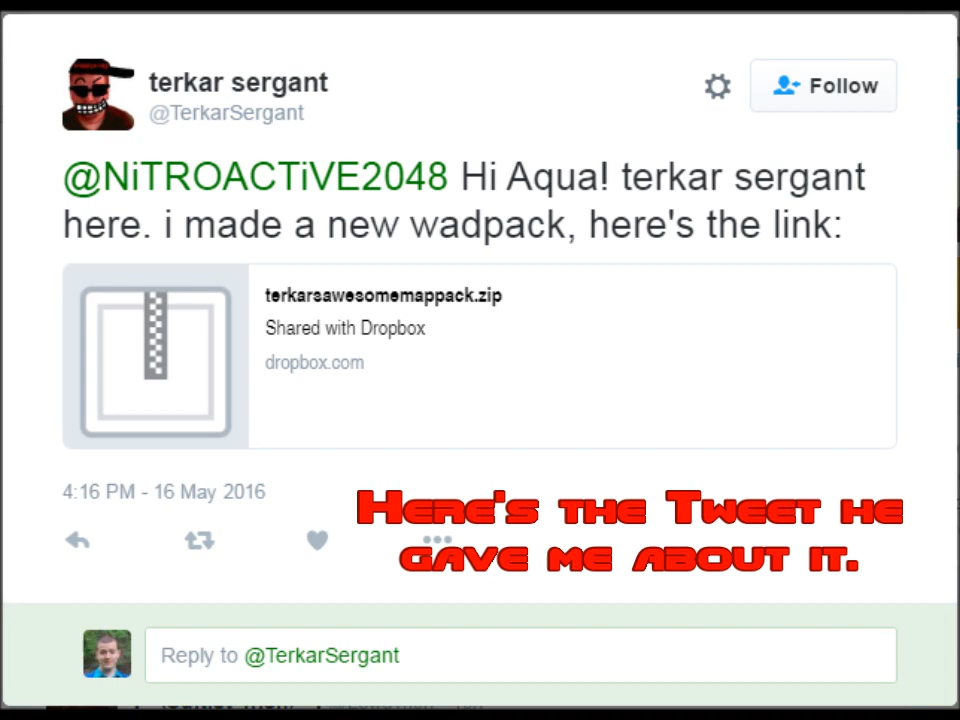 terkar sergant
@TerkarSergant
Follow
@NiTROACTiVE2048 Hi Aqua! terkar sergant
here. i made a new wadpack, here's the link:
terkarsawesomemappack.zip
Shared with Dropbox
dropbox.com
4:16 PM - 16 May 2016
Here's the Tweet he
gave me about it.
Reply to @TerkarSergant